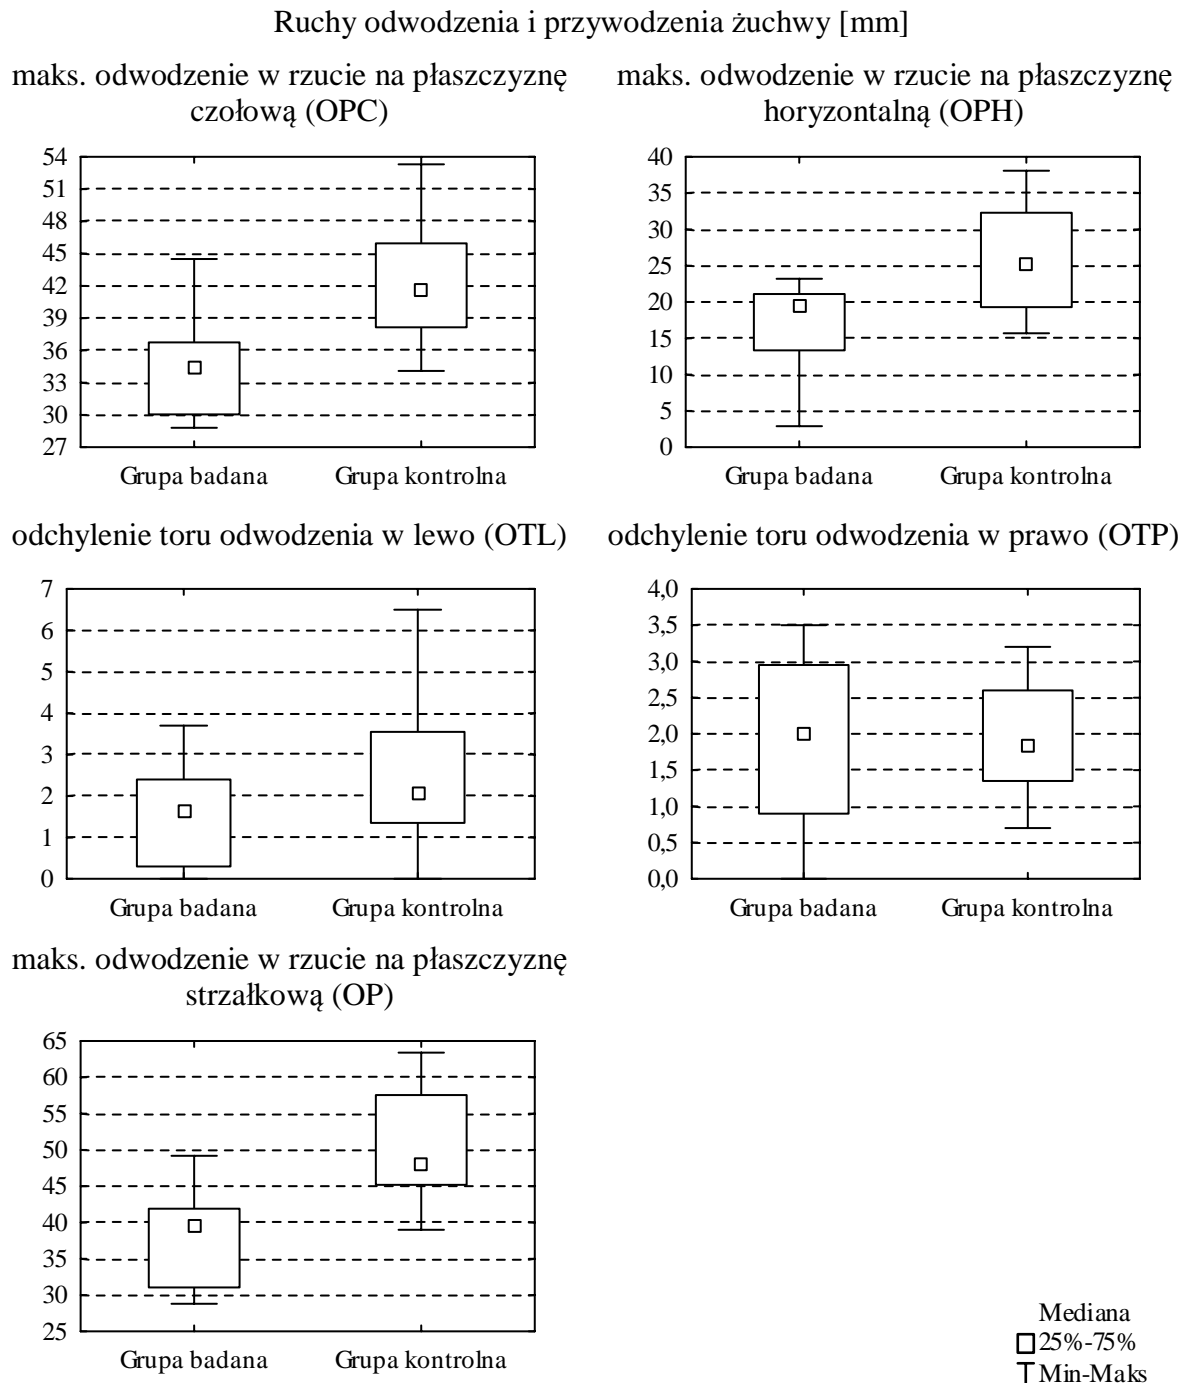 Ruchy odwodzenia i przywodzenia żuchwy [mm]
maks. odwodzenie w rzucie na płaszczyznę
czołową (OPC)
54
51
48
45
42
39
36
33
30
27
Grupa badana Grupa kontrolna
maks. odwodzenie w rzucie na płaszczyznę
horyzontalną (OPH)
40
35
30
25
20
15
10
5
0
Grupa badana Grupa kontrolna
odchylenie toru odwodzenia w lewo (OTL)
7
6
5
4
3
2
1
0
Grupa badana Grupa kontrolna
odchylenie toru odwodzenia w prawo (OTP)
4,0
3,5
3,0
2,5
2,0
1,5
1,0
0,5
0,0
Grupa badana Grupa kontrolna
maks. odwodzenie w rzucie na płaszczyznę
strzałkową (OP)
65
60
55
50
45
40
35
30
25
Grupa badana Grupa kontrolna
Mediana
25%-75%
Min-Maks